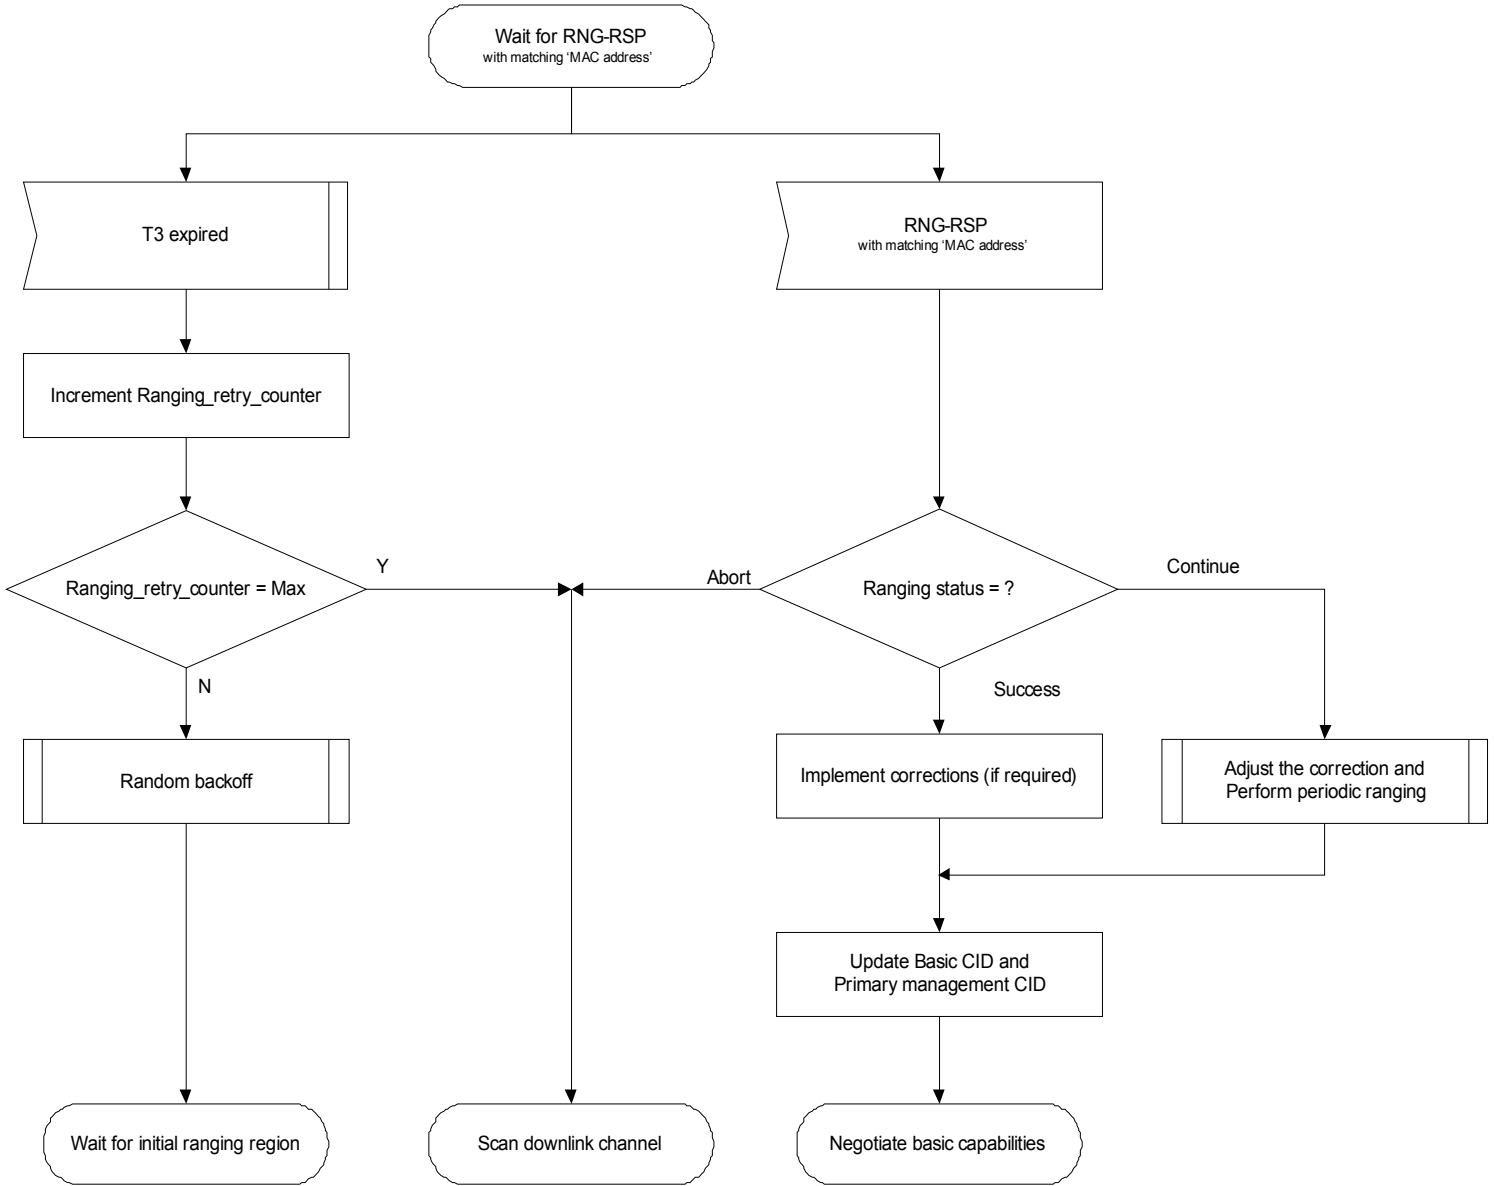 Wait for RNG-RSP
with matching ‘MAC address’
T3 expired
RNG-RSP
with matching ‘MAC address’
Increment Ranging_retry_counter
Ranging_retry_counter = Max
Y
N
Abort
Ranging status = ?
Continue
Success
Random backoff
Implement corrections (if required)
Adjust the correction and
Perform periodic ranging
Update Basic CID and
Primary management CID
Wait for initial ranging region
Scan downlink channel
Negotiate basic capabilities